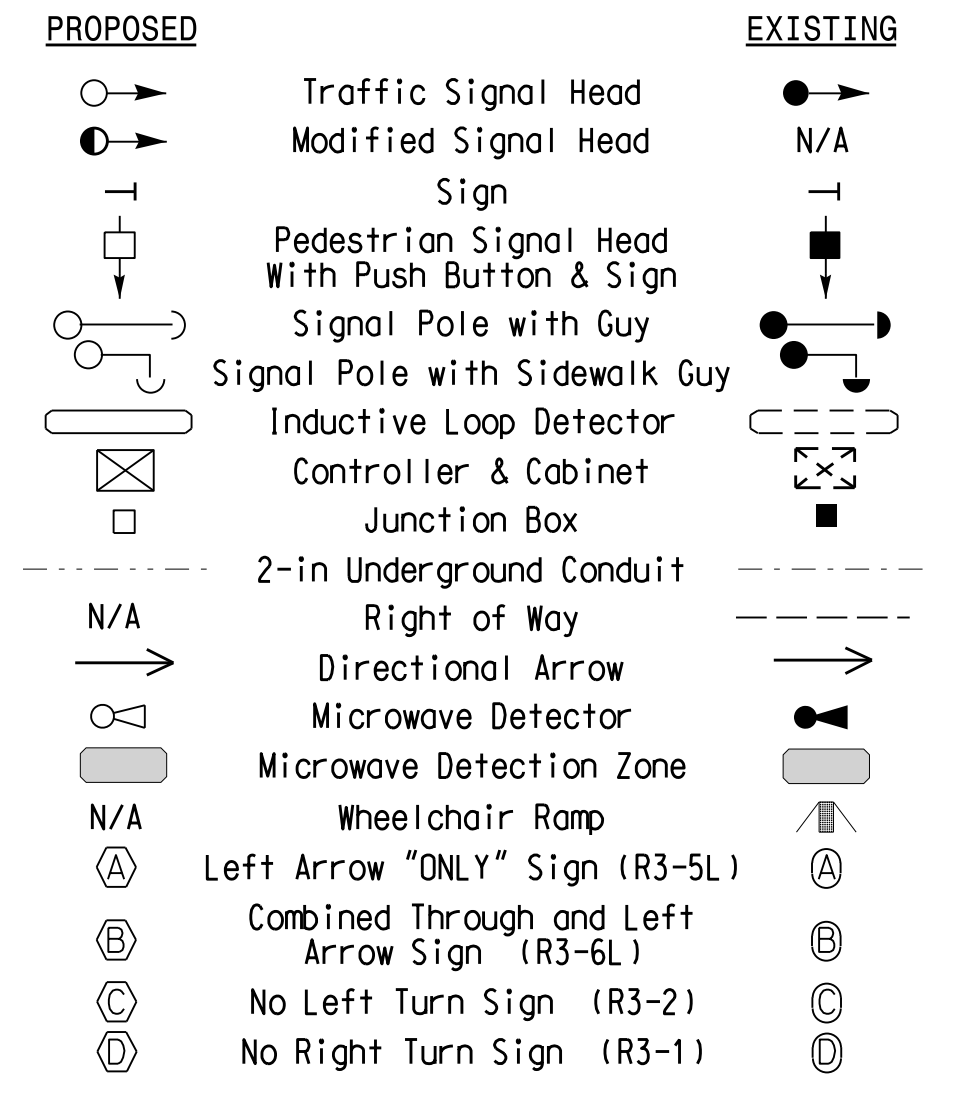 PROPOSED EXISTING
Traffic Signal Head
Modified Signal Head N/A
Sign
Pedestrian Signal Head
With Push Button & Sign
Signal Pole with Guy
Signal Pole with Sidewalk Guy
Inductive Loop Detector
Controller & Cabinet
Junction Box
2-in Underground Conduit
N/A Right of Way
Directional Arrow
Microwave Detector
Microwave Detection Zone
N/A Wheelchair Ramp
A Left Arrow "ONLY" Sign (R3-5L) A
Combined Through and Left
B Arrow Sign (R3-6L) B
C No Left Turn Sign (R3-2) C
D No Right Turn Sign (R3-1) D